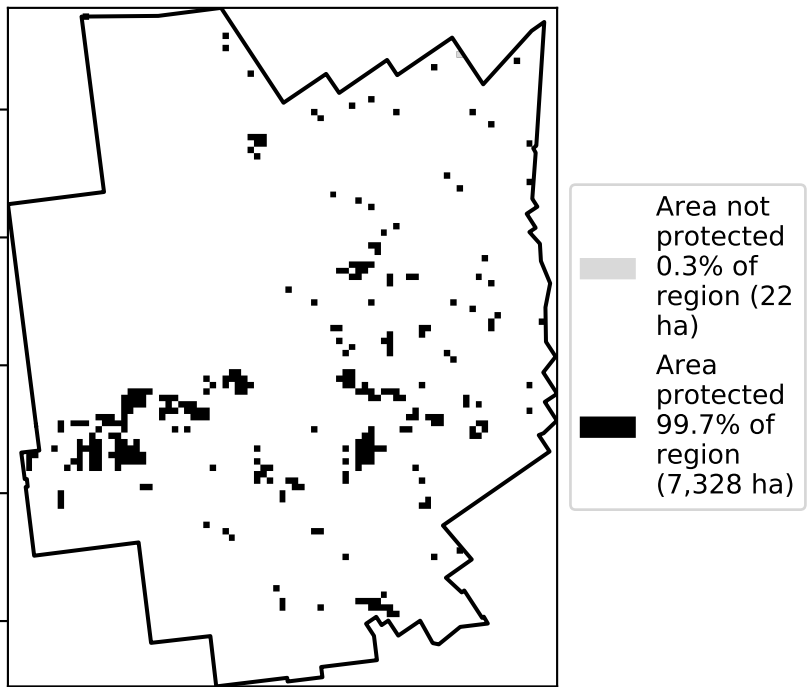 Area not
protected
0.3% of
region (22
ha)
Area
protected
99.7% of
region
(7,328 ha)